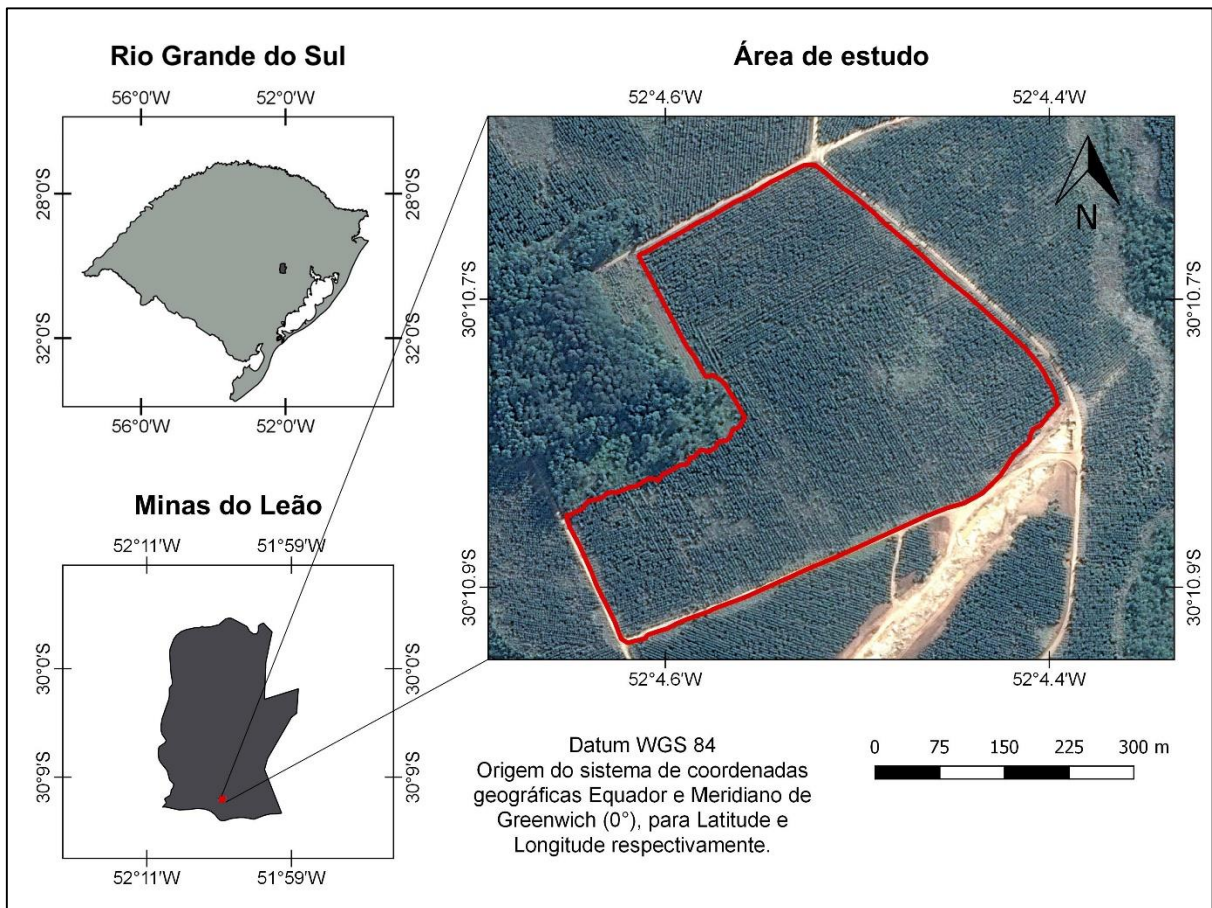 Rio Grande do Sul
56°0'W 52°0'W
28°0'S 28°0'S
32°0'S 32°0'S
56°0'W 52°0'W
Minas do Leão
52°11'W 51°59'W
30°0'S 30°0'S
30°9'S 30°9'S
52°11'W 51°59'W
Área de estudo
52°4.6'W 52°4.4'W
N
30°10.7'S 30°10.7'S
30°10.9'S 30°10.9'S
52°4.6'W 52°4.4'W
Datum WGS 84
Origem do sistema de coordenadas
geográficas Equador e Meridiano de
Greenwich (0°), para Latitude e
Longitude respectivamente.
0 75 150 225 300 m